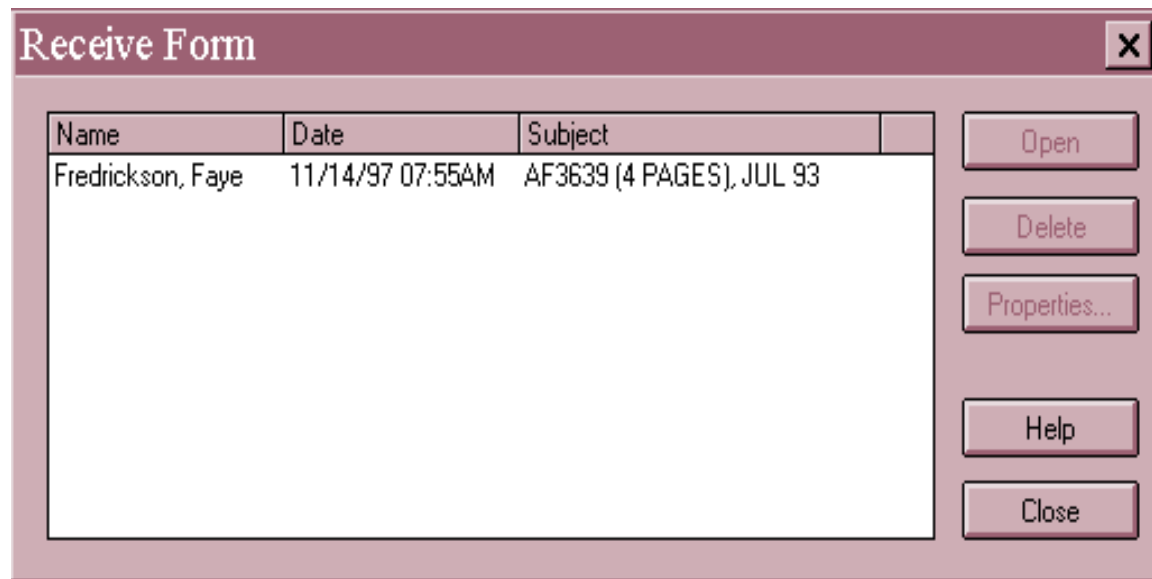 Receive Form
Name Date Subject
Fredrickson, Faye 11/14/97 07:55AM AF3639 (4 PAGES), JUL 93
Open
Delete
Properties...
Help
Close